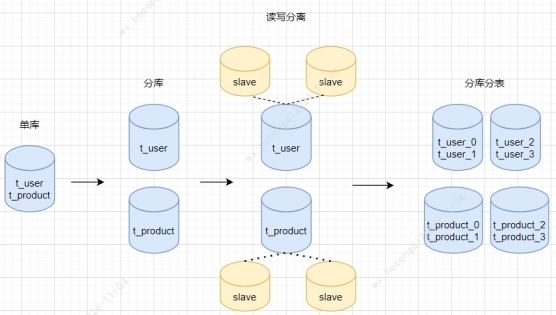 读写分离
slave
slave
分库
分库分表
单库
t_user
t_user
t_user_0
t_user_1
t_user_2
t_user_3
t_user
t_product
t_product
t_product
t_product_0
t_product_1
t_product_2
t_product_3
slave
slave